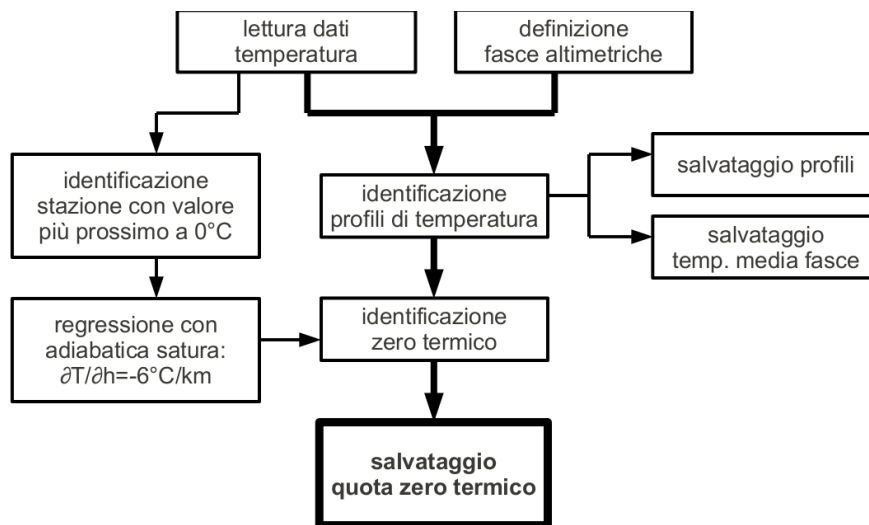 lettura dati
temperatura
definizione
fasce altimetriche
identificazione
stazione con valore
più prossimo a 0°C
identificazione
profili di temperatura
salvataggio profili
salvataggio
temp. media fasce
regressione con
adiabatica satura:
∂T/∂h=-6°C/km
identificazione
zero termico
salvataggio
quota zero termico